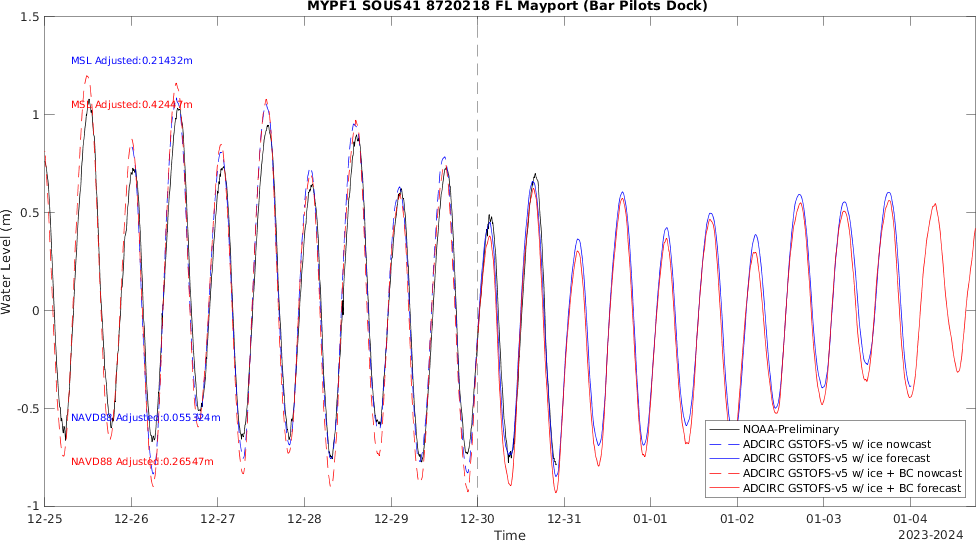 MYPF1 SOUS41 8720218 FL Mayport (Bar Pilots Dock)
1.5
1
0.5
0
-0.5
-1
Water Level (m)
MSL Adjusted:0.21432m
MSL Adjusted:0.42447m
NAVD88 Adjusted:0.055324m
NAVD88 Adjusted:0.26547m
NOAA-Preliminary
ADCIRC GSTOFS-v5 w/ ice nowcast
ADCIRC GSTOFS-v5 w/ ice forecast
ADCIRC GSTOFS-v5 w/ ice + BC nowcast
ADCIRC GSTOFS-v5 w/ ice + BC forecast
12-25 12-26 12-27 12-28 12-29 12-30 12-31 01-01 01-02 01-03 01-04
Time
2023-2024